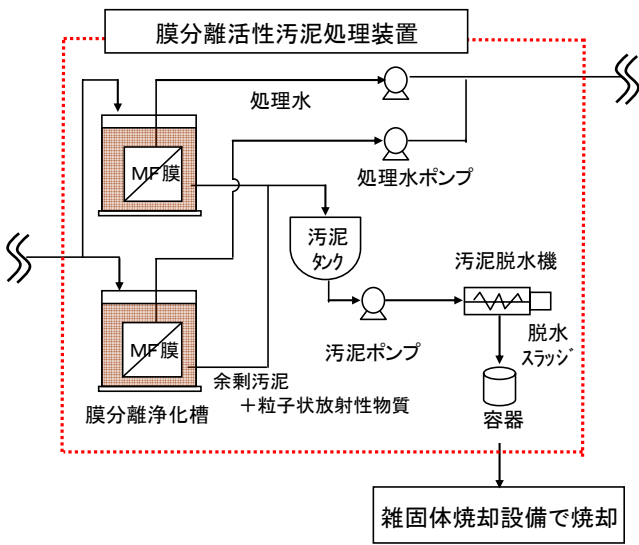 膜分離活性汚泥処理装置
処理水
MF膜
処理水ポンプ
汚泥
タンク
汚泥脱水機
MF膜
汚泥ポンプ
脱水
スラッジ
余剰汚泥
+粒子状放射性物質
膜分離浄化槽
容器
雑固体焼却設備で焼却